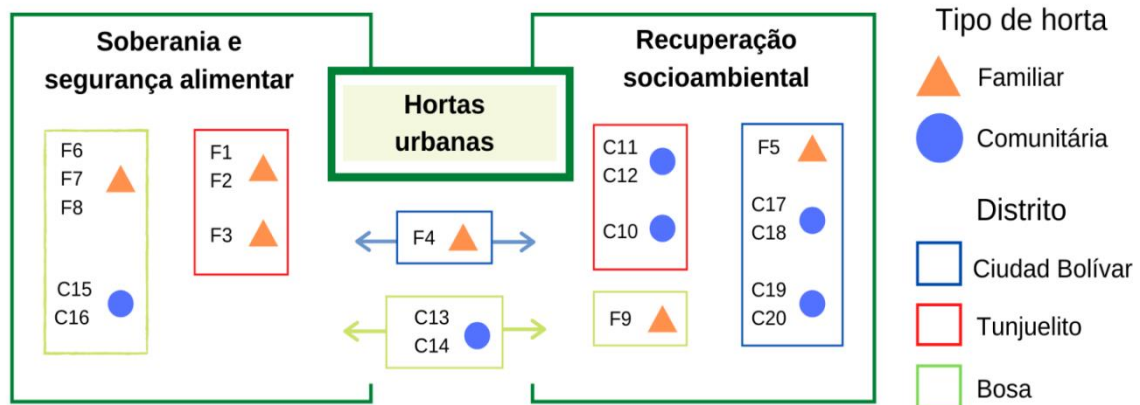 Soberania e
segurança alimentar
F6
F7
F8
C15
C16
F1
F2
F3
Hortas
urbanas
F4
C13
C14
Recuperação
socioambiental
C11
C12
C10
F9
F5
C17
C18
C19
C20
Tipo de horta
Familiar
Comunitária
Distrito
Ciudad Bolívar
Tunjuelito
Bosa